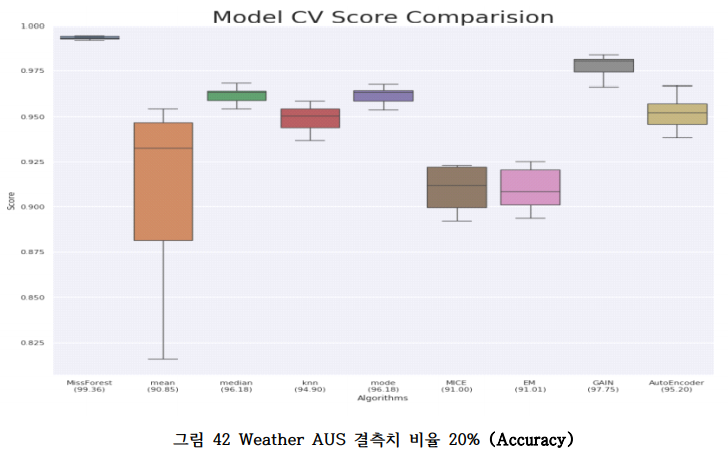 Model CV Score Comparision
1.000
0.975
0.950
0.925
0.900
0.875
0.850
0.825
Score
MissForest mean median knn mode MICE EM GAIN AutoEncoder
(99.36) (90.85) (96.18) (94.90) (96.18) (91.00) (91.01) (97.75) (95.20)
Algorithms
그림 42 Weather AUS 결측치 비율 20% (Accuracy)